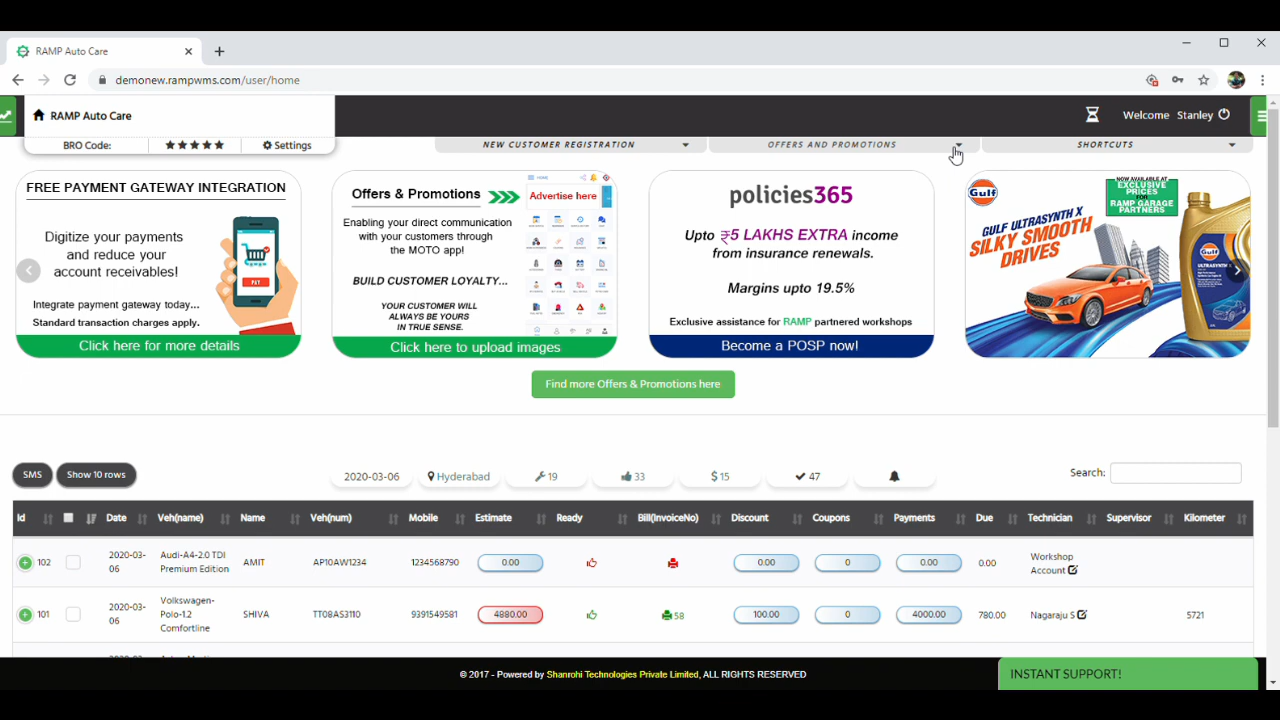 RAMP Auto Care
demonew.rampwms.com/user/home
RAMP Auto Care
Welcome Stanley
BRO Code:
Settings
NEW CUSTOMER REGISTRATION
OFFERS AND PROMOTIONS
SHORTCUTS
FREE PAYMENT GATEWAY INTEGRATION
Digitize your payments
and reduce your
account receivables!
Integrate payment gateway today...
Standard transaction charges apply.
PAY
Click here for more details
Offers & Promotions
Advertise here
Enabling your direct communication
with your customers through
the MOTO app!
BUILD CUSTOMER LOYALTY...
YOUR CUSTOMER WILL
ALWAYS BE YOURS
IN TRUE SENSE.
HOME
Click here to upload images
policies365
Upto ₹5 LAKHS EXTRA income
from insurance renewals.
Margins upto 19.5%
Exclusive assistance for RAMP partnered workshops
Become a POSP now!
Gulf
NOW AVAILABLE AT
EXCLUSIVE
PRICES
FOR
RAMP GARAGE
PARTNERS
GULF ULTRASYNTH X
SILKY SMOOTH
DRIVES
Gulf
Find more Offers & Promotions here
SMS
Show 10 rows
2020-03-06
Hyderabad
19
33
$ 15
47
Search:
Id Date Veh(name) Name Veh(num) Mobile Estimate Ready Bill(InvoiceNo) Discount Coupons Payments Due Technician Supervisor Kilometer
102 2020-03-06 Audi-A4-2.0 TDI Premium Edition AMIT AP10AW1234 1234568790 0.00 0.00 0 0.00 0.00 Workshop Account
101 2020-03-06 Volkswagen-Polo-1.2 Comfortline SHIVA TT08AS3110 9391549581 4880.00 58 100.00 0 4000.00 780.00 Nagaraju S 5721
© 2017 - Powered by Shanrohi Technologies Private Limited, ALL RIGHTS RESERVED
INSTANT SUPPORT!